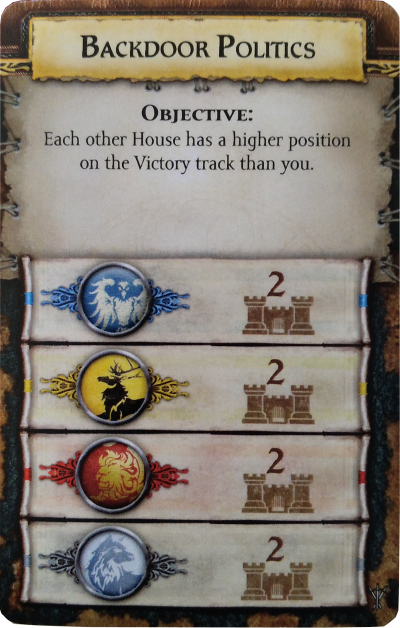 BACKDOOR POLITICS
OBJECTIVE:
Each other House has a higher position
on the Victory track than you.
2
2
2
2